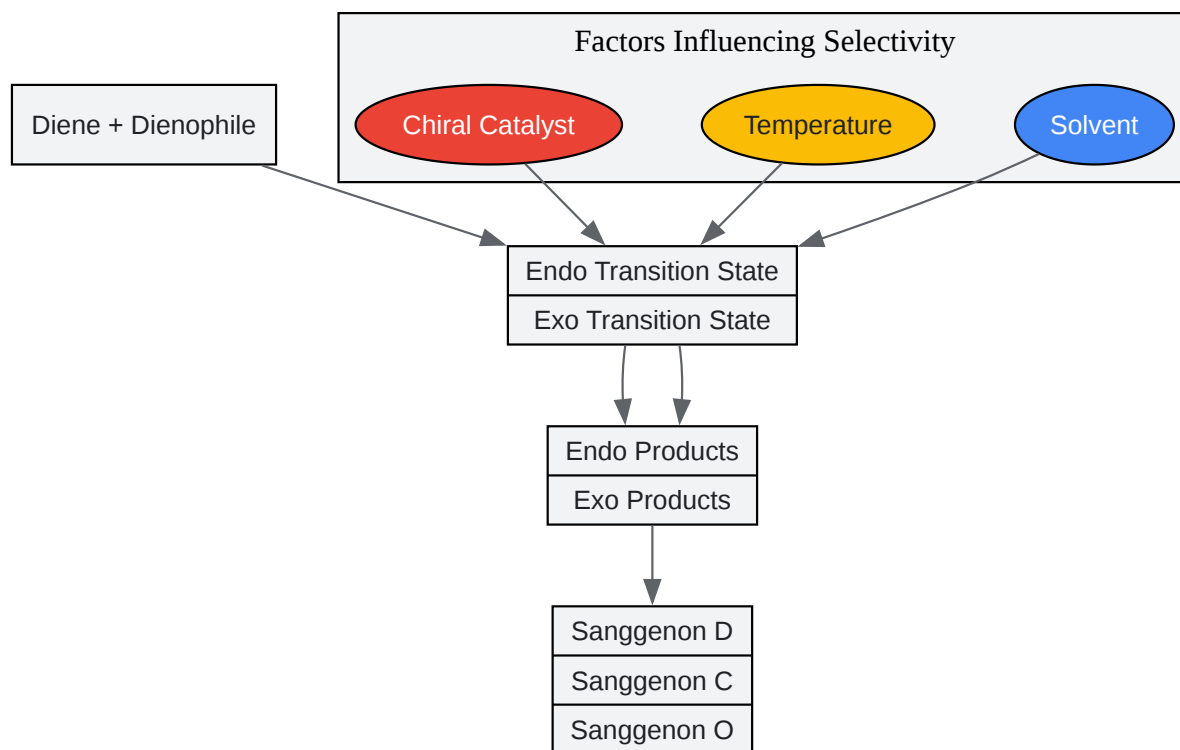 Factors Influencing Selectivity
Diene + Dienophile
Chiral Catalyst
Temperature
Solvent
Endo Transition State
Exo Transition State
Endo Products
Exo Products
Sanggenon D
Sanggenon C
Sanggenon O